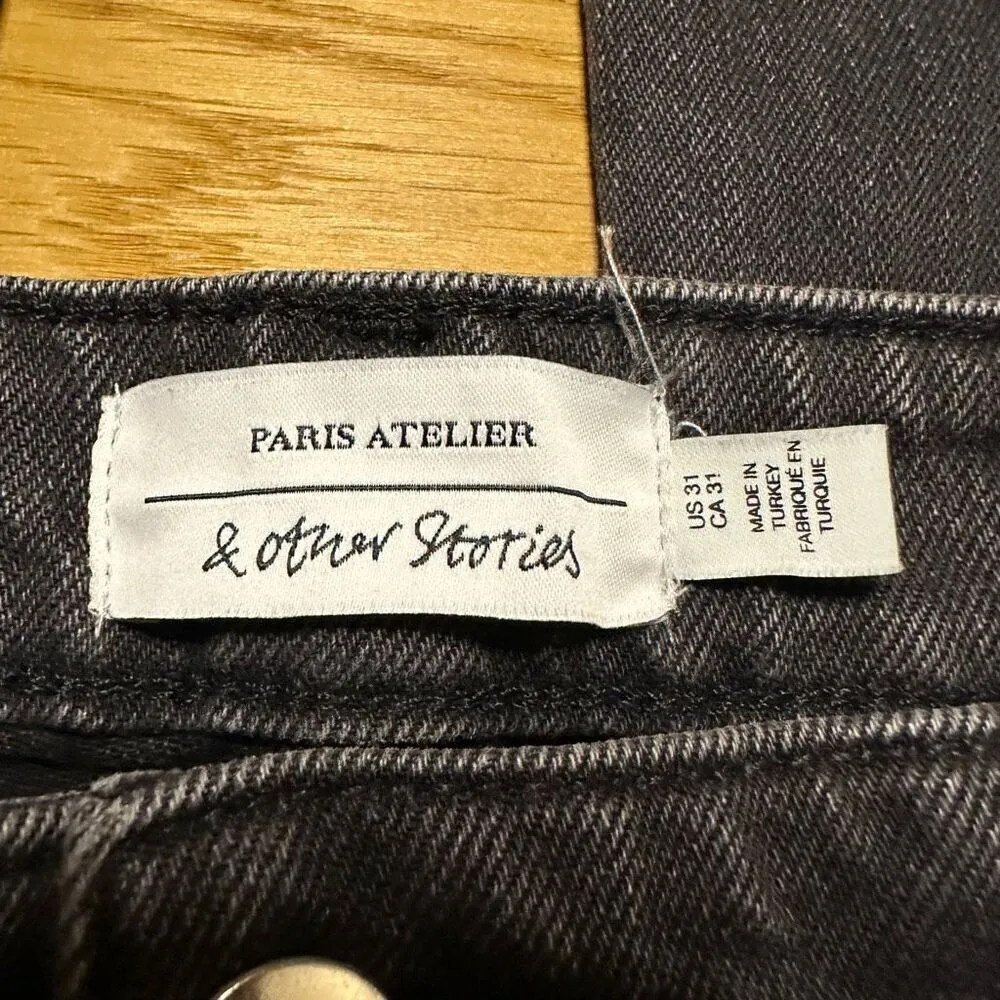 PARIS ATELIER
& other Stories
US 31
CA 31
MADE IN
TURKEY
FABRIQUÉ EN
TURQUIE